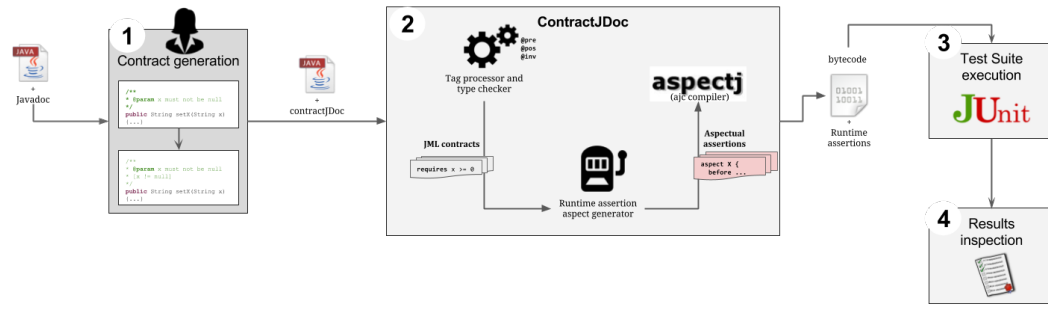 JAVA
+
Javadoc
1
Contract generation
/**
* @param x must not be null
*/
public String setX(String x)
{...}
/**
* @param x must not be null
* [x != null]
*/
public String setX(String x)
{...}
JAVA
+
contractJDoc
2
ContractJDoc
@pre
@pos
@inv
Tag processor and
type checker
aspectj
(ajc compiler)
JML contracts
requires x >= 0
Aspectual
assertions
aspect X {
before ...
Runtime assertion
aspect generator
bytecode
01001
10011
+
Runtime
assertions
3
Test Suite
execution
JUnit
4
Results
inspection